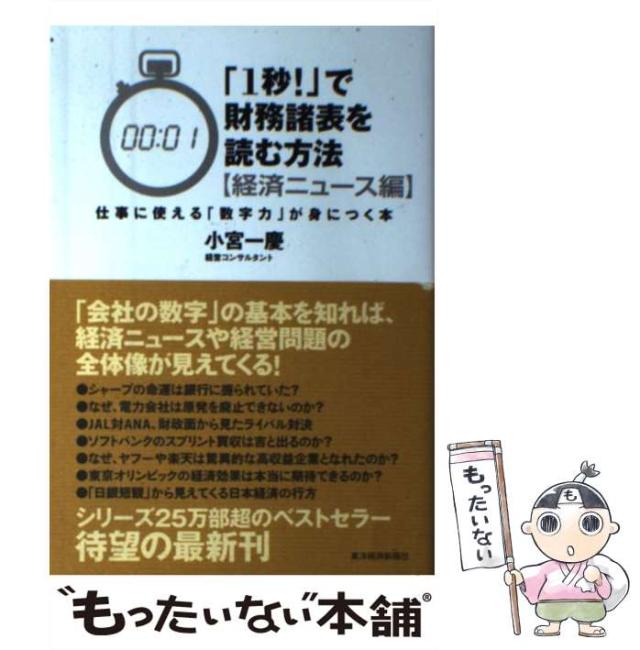 00:01
「1秒!」で
財務諸表を
読む方法
【経済ニュース編】
仕事に使える「数字力」が身につく本
小宮一慶
経営コンサルタント
「会社の数字」の基本を知れば、
経済ニュースや経営問題の
全体像が見えてくる!
●シャープの命運は銀行に握られていた?
●なぜ、電力会社は原発を廃止できないのか?
●JAL対ANA、財政面から見たライバル対決
●ソフトバンクのスプリント買収は吉と出るのか?
●なぜ、ヤフーや楽天は驚異的な高収益企業となれたのか?
●東京オリンピックの経済効果は本当に期待できるのか?
●「日銀短観」から見えてくる日本経済の行方
シリーズ25万部超のベストセラー
待望の最新刊
東洋経済新報社
"もったいない"本舗®
もったいない
も